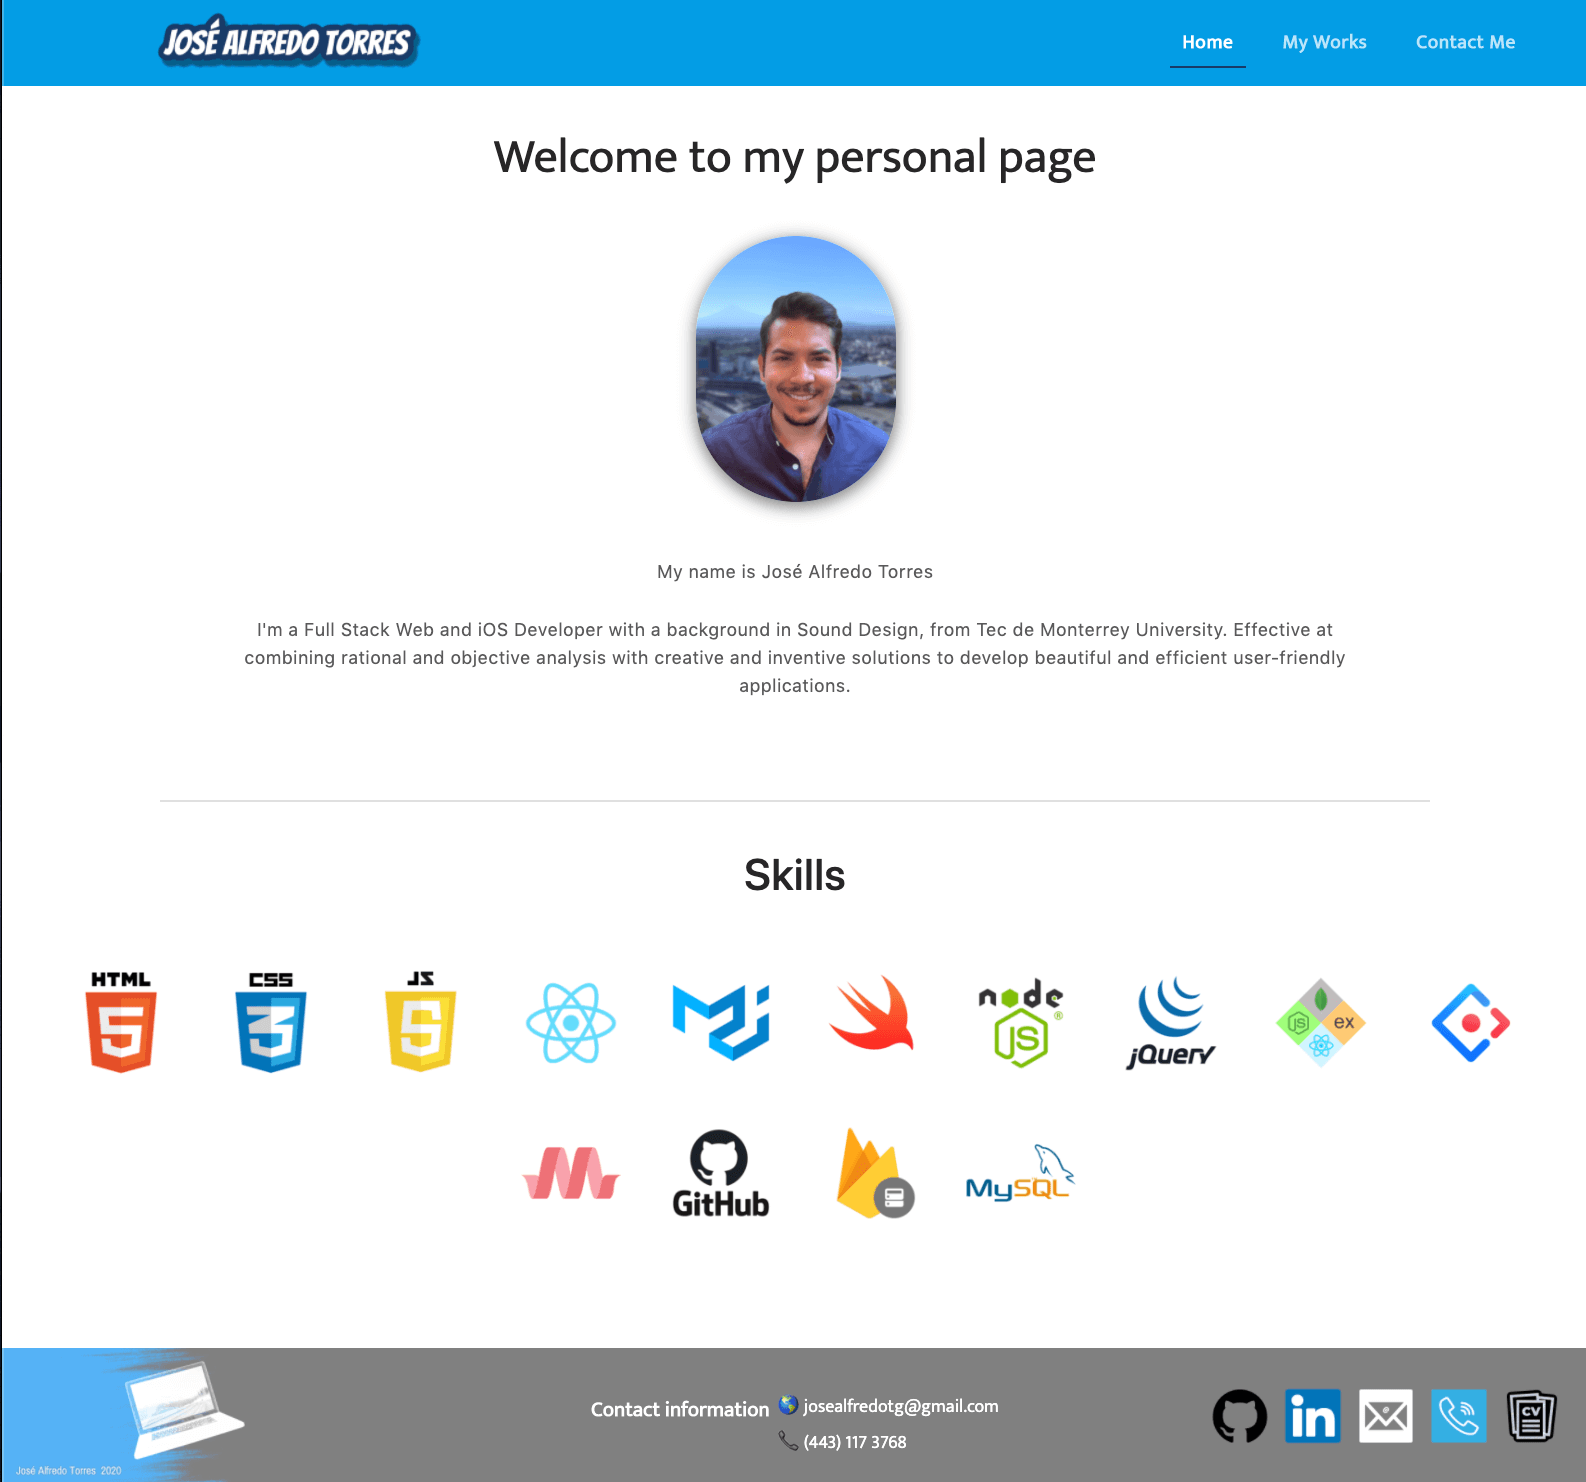 JOSÉ ALFREDO TORRES
Home
My Works
Contact Me
Welcome to my personal page
My name is José Alfredo Torres
I'm a Full Stack Web and iOS Developer with a background in Sound Design, from Tec de Monterrey University. Effective at
combining rational and objective analysis with creative and inventive solutions to develop beautiful and efficient user-friendly
applications.
Skills
HTML
5
CSS
3
JS
5
node
JS
®
jQuery
JS
ex
GitHub
MySQL
José Alfredo Torres 2020
Contact information
josealfredotg@gmail.com
(443) 117 3768
in
CV